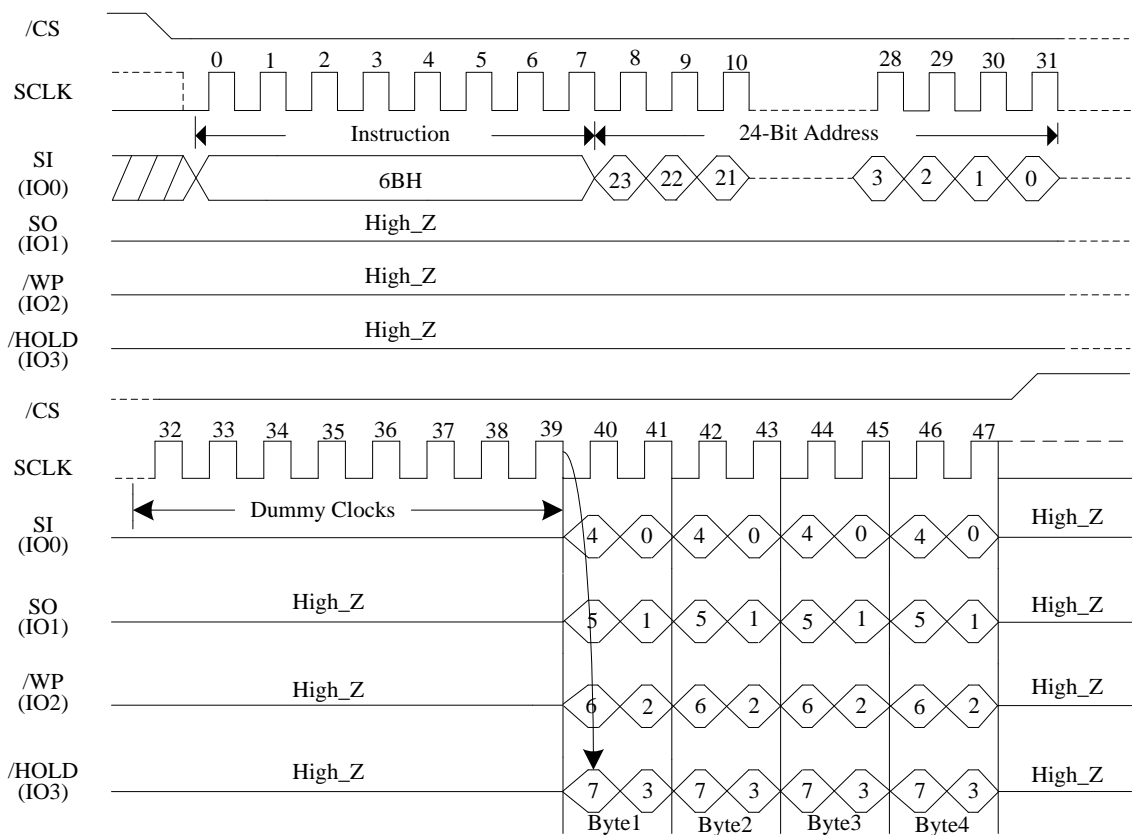 /CS
0 1 2 3 4 5 6 7 8 9 10 28 29 30 31
SCLK
Instruction 24-Bit Address
SI
(IO0)
6BH 23 22 21 3 2 1 0
SO
(IO1)
High_Z
/WP
(IO2)
High_Z
/HOLD
(IO3)
High_Z
/CS
32 33 34 35 36 37 38 39 40 41 42 43 44 45 46 47
SCLK
Dummy Clocks
SI
(IO0)
4 0 4 0 4 0 4 0 High_Z
SO
(IO1)
High_Z 5 1 5 1 5 1 5 1 High_Z
/WP
(IO2)
High_Z 6 2 6 2 6 2 6 2 High_Z
/HOLD
(IO3)
High_Z 7 3 7 3 7 3 7 3 High_Z
Byte1 Byte2 Byte3 Byte4